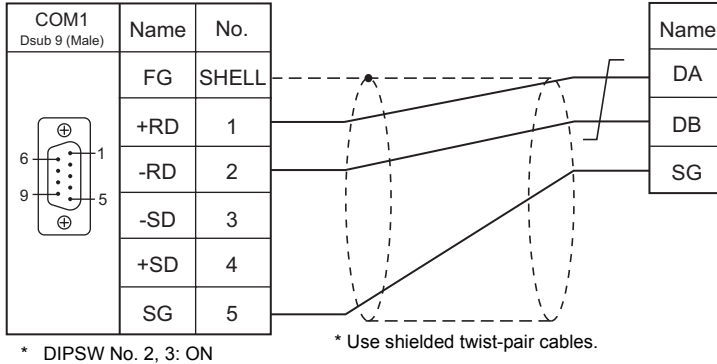 COM1
Dsub 9 (Male)
Name
No.
Name
FG
SHELL
DA
+RD
1
DB
-RD
2
SG
-SD
3
+SD
4
SG
5
6
1
9
5
* DIPSW No. 2, 3: ON
* Use shielded twist-pair cables.